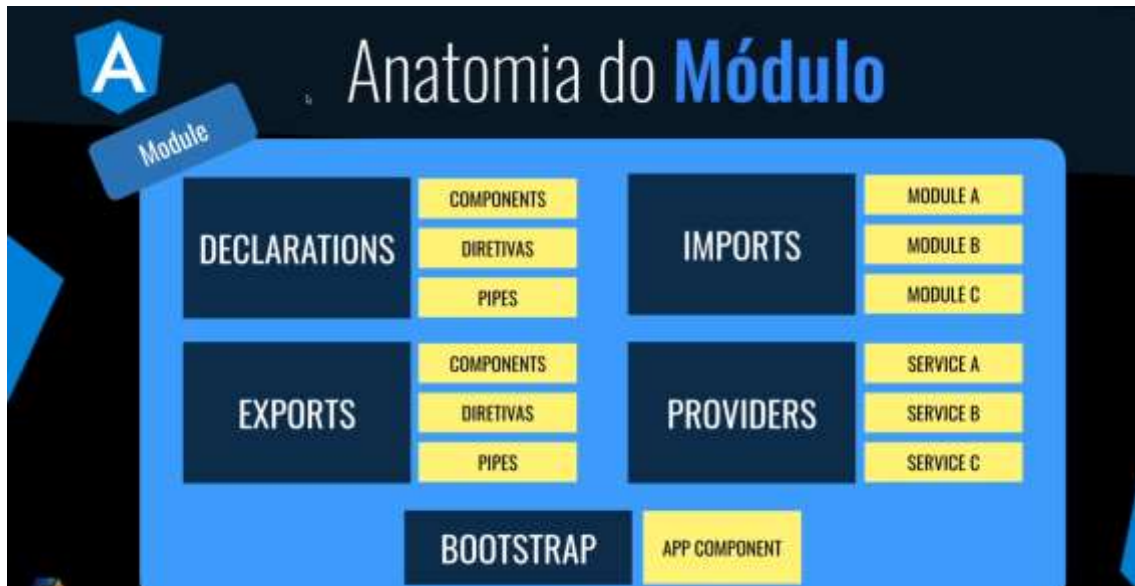 A
Anatomia do Módulo
Module
DECLARATIONS
COMPONENTS
DIRETIVAS
PIPES
IMPORTS
MODULE A
MODULE B
MODULE C
EXPORTS
COMPONENTS
DIRETIVAS
PIPES
PROVIDERS
SERVICE A
SERVICE B
SERVICE C
BOOTSTRAP
APP COMPONENT